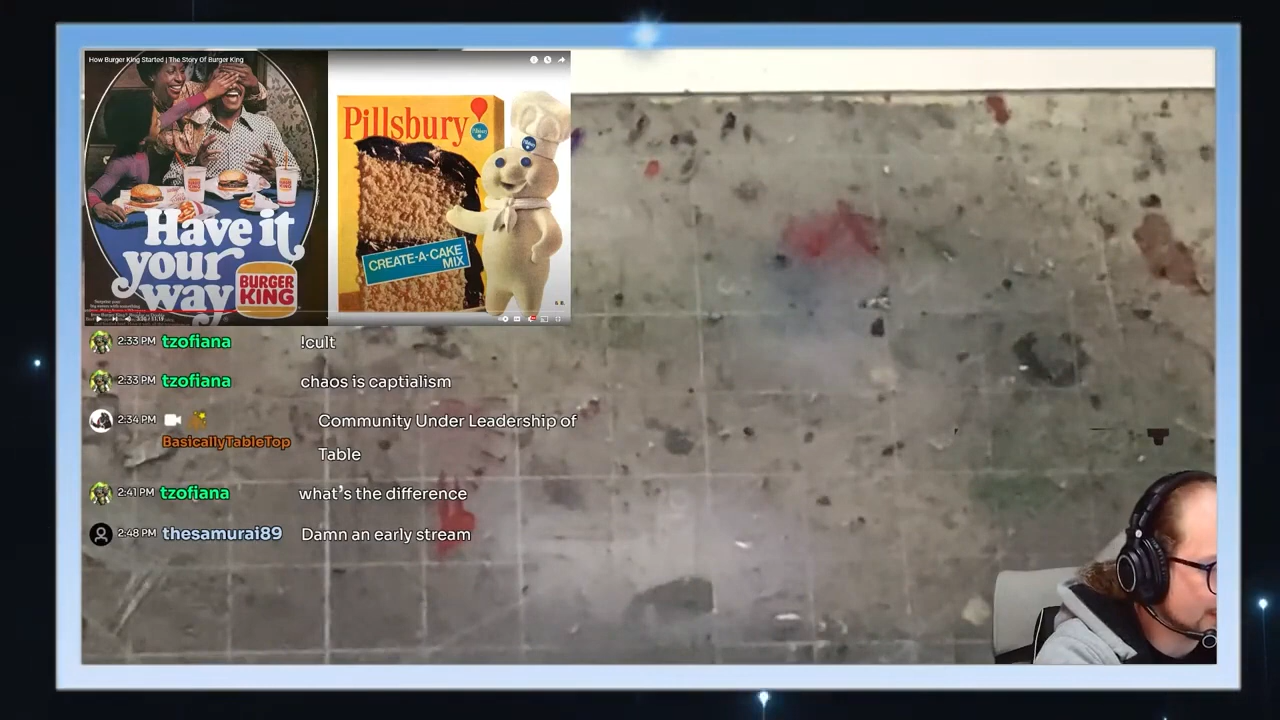 How Burger King Started | The Story Of Burger King
Pillsbury
CREATE-A-CAKE
MIX
Have it
your
way
BURGER
KING
2:33 PM tzofiana !cult
2:33 PM tzofiana chaos is captialism
2:34 PM BasicallyTableTop Community Under Leadership of
Table
2:41 PM tzofiana what's the difference
2:48 PM thesamurai89 Damn an early stream